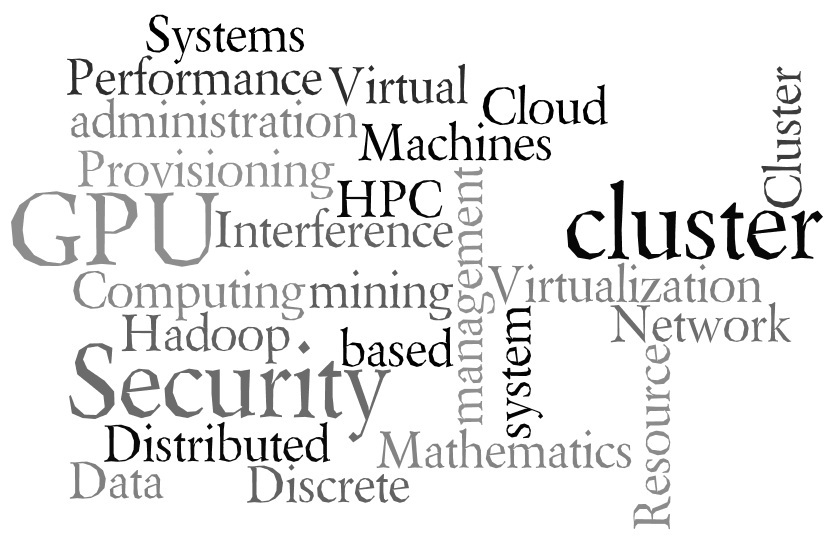 Systems
Performance
Virtual
Cloud
Cluster
administration
Machines
Provisioning
HPC
GPU
Interference
management
cluster
Computing
mining
Virtualization
Hadoop
based
system
Network
Security
Resource
Distributed
Mathematics
Data
Discrete